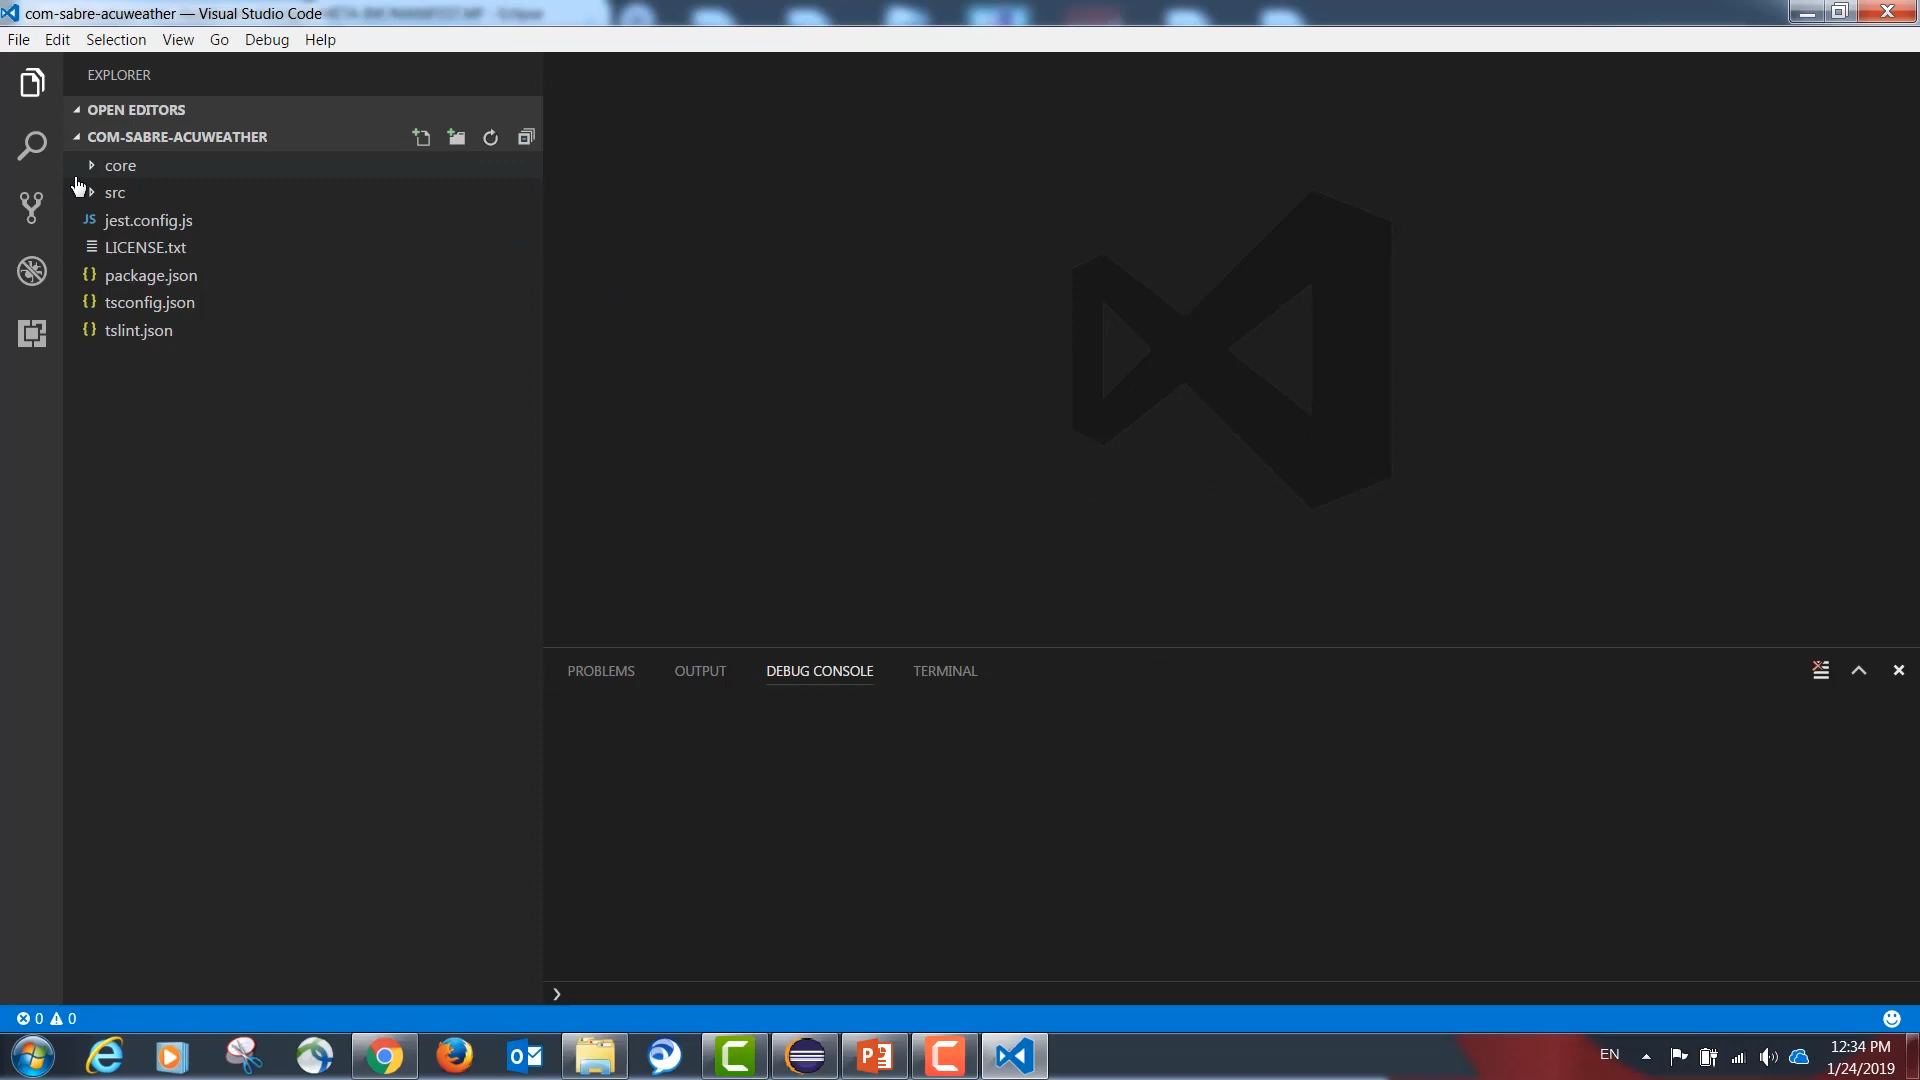 com-sabre-acuweather — Visual Studio Code
File Edit Selection View Go Debug Help
EXPLORER
OPEN EDITORS
COM-SABRE-ACUWEATHER
core
src
JS jest.config.js
LICENSE.txt
{} package.json
{} tsconfig.json
{} tslint.json
PROBLEMS OUTPUT DEBUG CONSOLE TERMINAL
0 0
EN
12:34 PM
1/24/2019